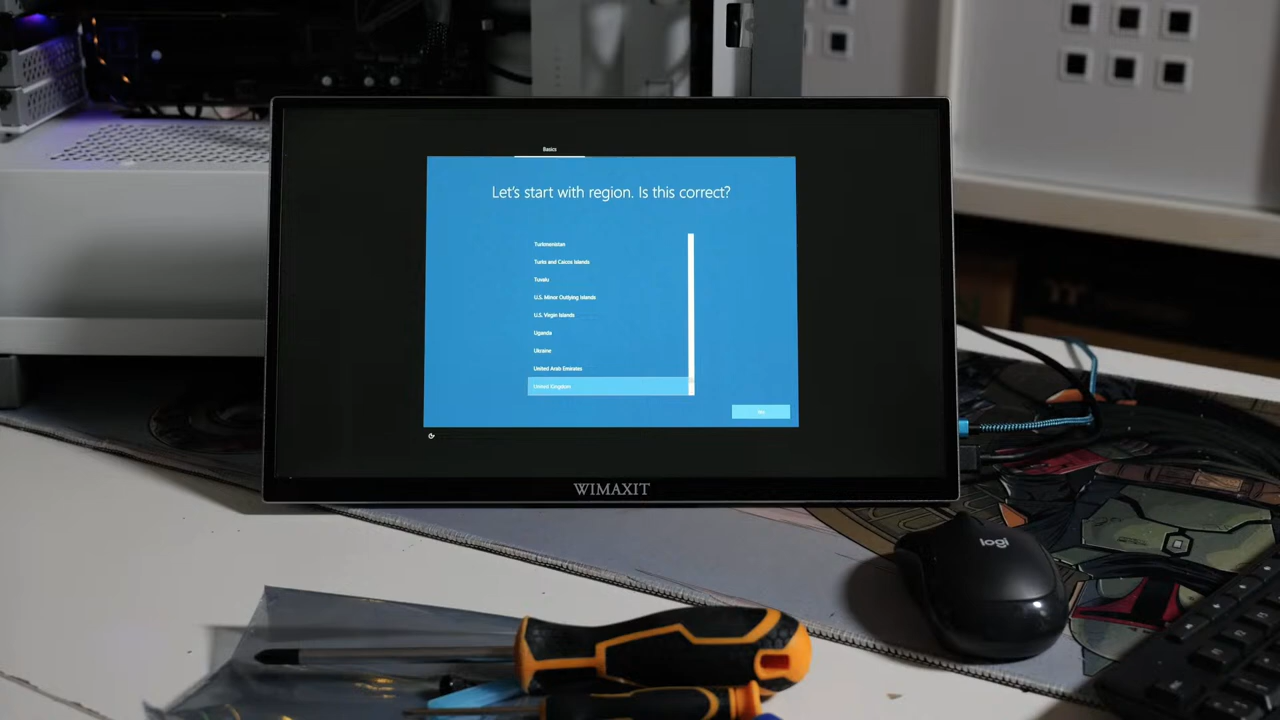 Basics
Let's start with region. Is this correct?
Turkmenistan
Turks and Caicos Islands
Tuvalu
U.S. Minor Outlying Islands
U.S. Virgin Islands
Uganda
Ukraine
United Arab Emirates
United Kingdom
Yes
WIMAXIT
logi